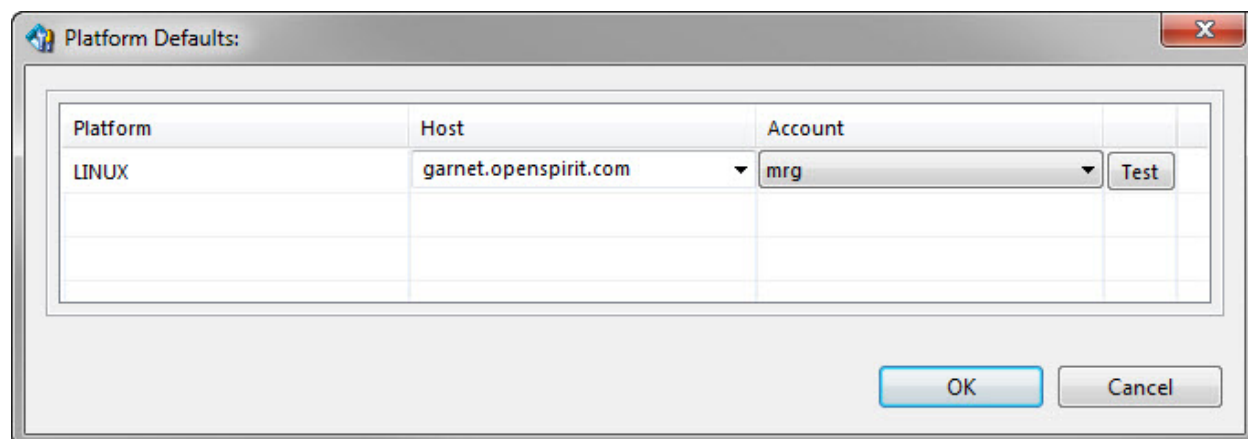 Platform Defaults:
Platform Host Account
LINUX garnet.openspirit.com mrg Test
OK Cancel